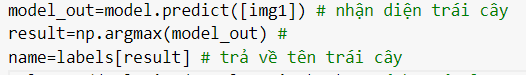 model_out=model.predict([img1]) # nhận diện trái cây
result=np.argmax(model_out) #
name=labels[result] # trả về tên trái cây